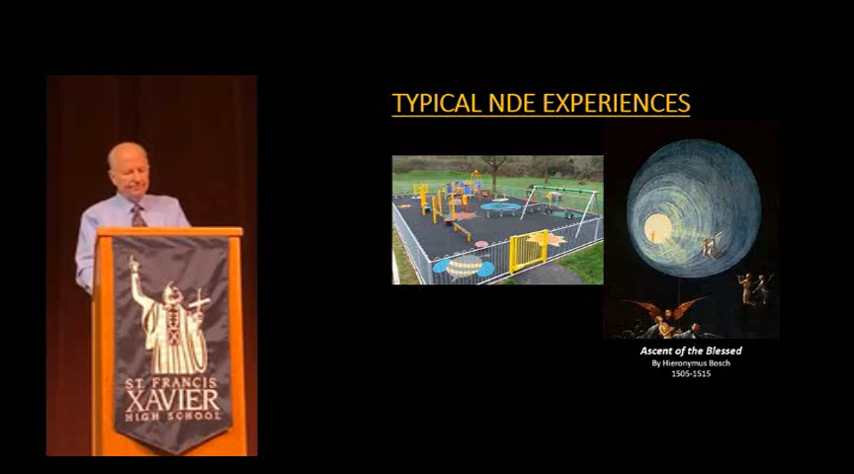 TYPICAL NDE EXPERIENCES
Ascent of the Blessed
By Hieronymus Bosch
1505-1515
ST. FRANCIS
XAVIER
HIGH SCHOOL